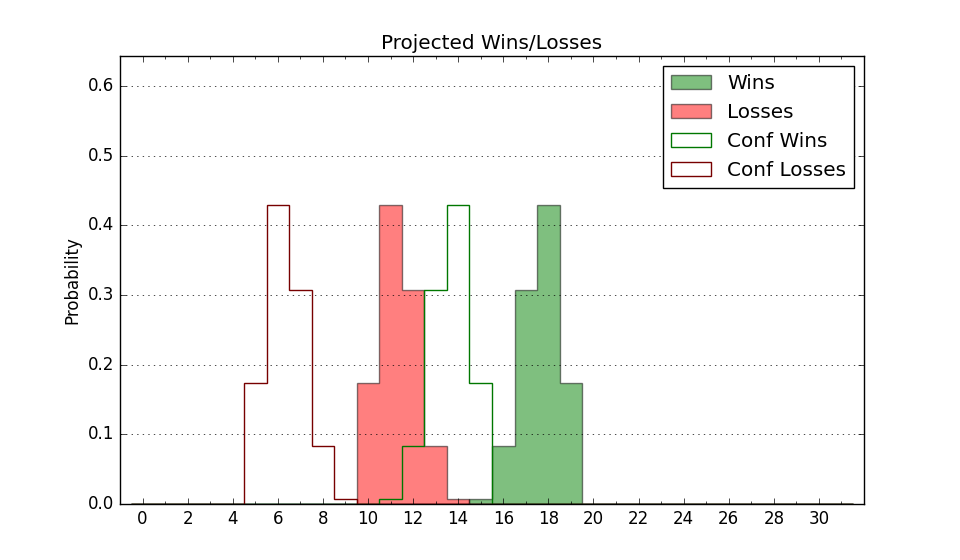 Projected Wins/Losses
Probability
0.6
0.5
0.4
0.3
0.2
0.1
0.0
0 2 4 6 8 10 12 14 16 18 20 22 24 26 28 30
Wins
Losses
Conf Wins
Conf Losses